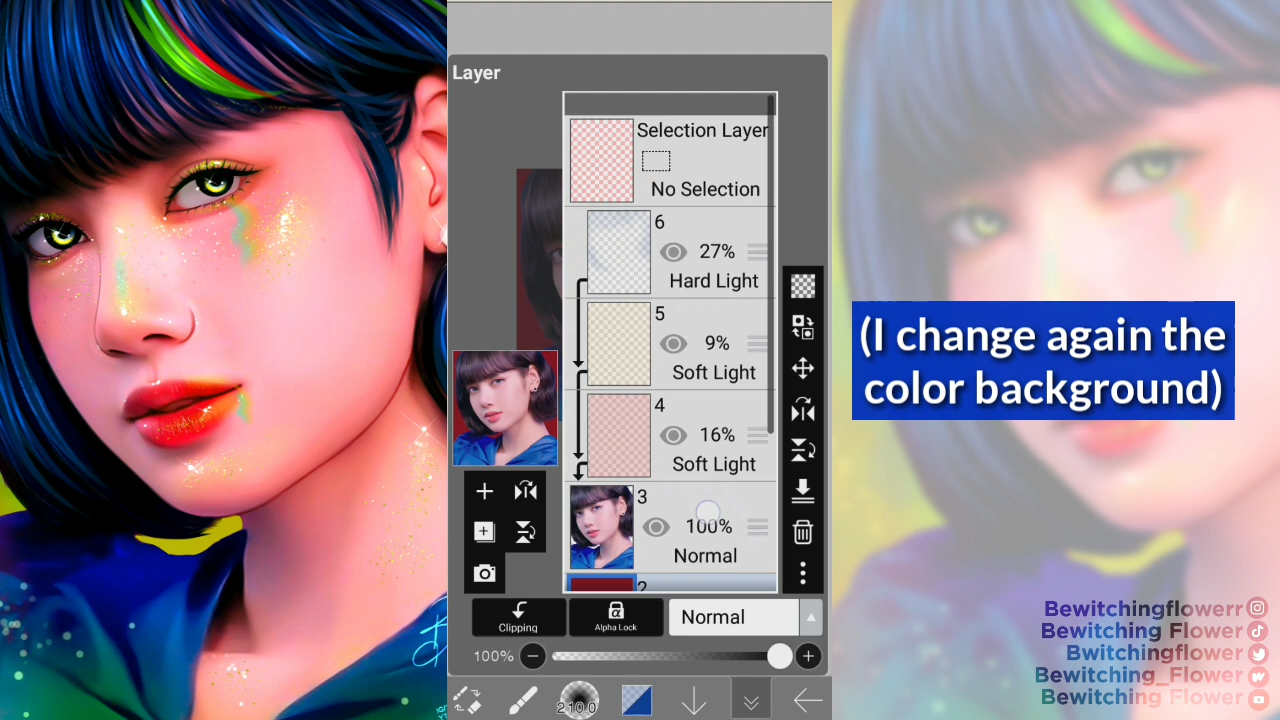 Layer
Selection Layer
No Selection
6
27%
Hard Light
5
9%
Soft Light
4
16%
Soft Light
3
100%
Normal
2
Clipping
α
Alpha Lock
Normal
100%
210.0
(I change again the
color background)
Bewitchingflowerr
Bewitching Flower
Bwitchingflower
Bewitching_Flower
Bewitching Flower